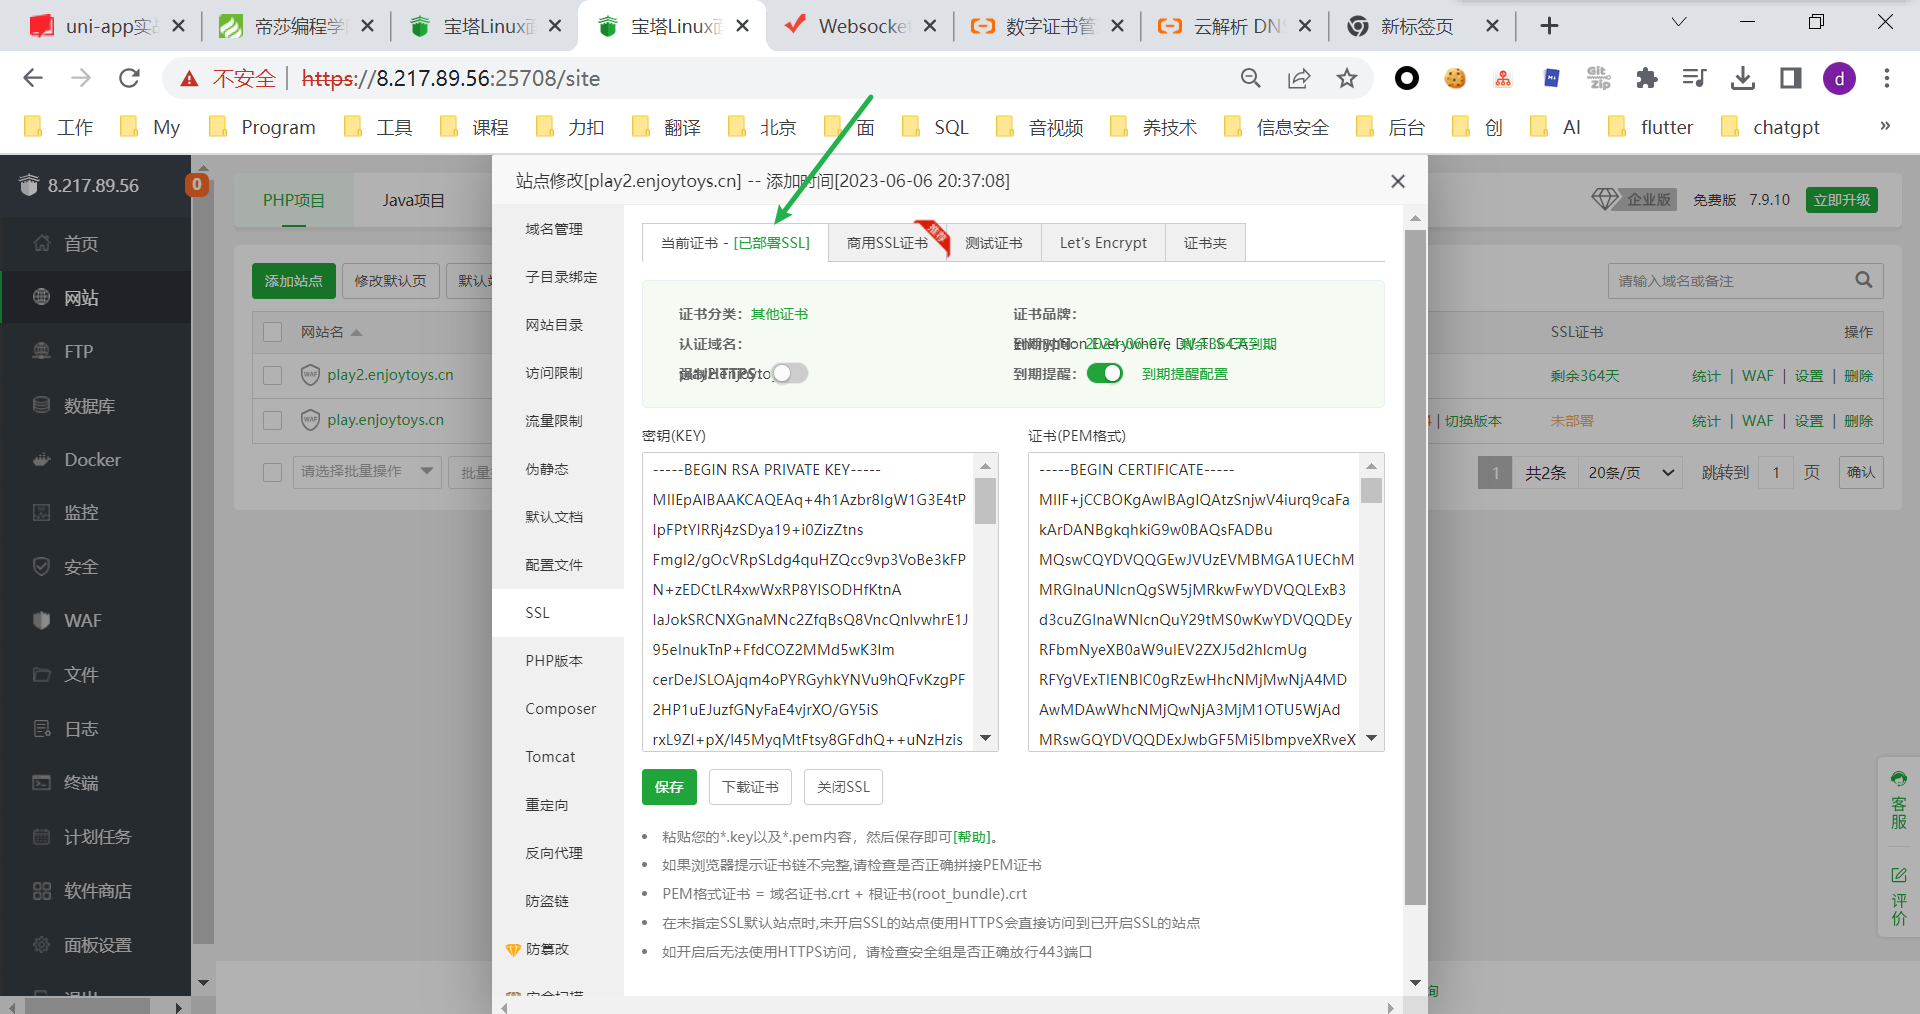 uni-app实战
帝莎编程学
宝塔Linux面
宝塔Linux面
Websocket
数字证书管
云解析 DN
新标签页
不安全
https://8.217.89.56:25708/site
d
工作
My
Program
工具
课程
力扣
翻译
北京
面
SQL
音视频
养技术
信息安全
后台
创
AI
flutter
chatgpt
»
8.217.89.56
0
首页
网站
FTP
数据库
Docker
监控
安全
WAF
文件
日志
终端
计划任务
软件商店
面板设置
PHP项目
Java项目
企业版
免费版
7.9.10
立即升级
添加站点
修改默认页
请输入域名或备注
网站名
SSL证书
操作
play2.enjoytoys.cn
剩余364天
统计 | WAF | 设置 | 删除
play.enjoytoys.cn
| 切换版本
未部署
统计 | WAF | 设置 | 删除
请选择批量操作
1
共2条
20条/页
跳转到
1
页
确认
站点修改[play2.enjoytoys.cn] -- 添加时间[2023-06-06 20:37:08]
域名管理
子目录绑定
网站目录
访问限制
流量限制
伪静态
默认文档
配置文件
SSL
PHP版本
Composer
Tomcat
重定向
反向代理
防盗链
防篡改
当前证书 - [已部署SSL]
商用SSL证书
推荐
测试证书
Let's Encrypt
证书夹
证书分类：其他证书
证书品牌：
认证域名：
到期提醒：
到期提醒配置
密钥(KEY)
-----BEGIN RSA PRIVATE KEY-----
MIIEpAIBAAKCAQEAq+4h1Azbr8IgW1G3E4tP
IpFPtYIRRj4zSDya19+i0ZizZtns
FmgI2/gOcVRpSLdg4quHZQcc9vp3VoBe3kFP
N+zEDCtLR4xwWxRP8YISODHfKtnA
IaJokSRCNXGnaMNc2ZfqBsQ8VncQnIvwhrE1J
95eInukTnP+FfdCOZ2MMd5wK3Im
cerDeJSLOAjqm4oPYRGyhkYNVu9hQFvKzgPF
2HP1uEJuzfGNyFaE4vjrXO/GY5iS
rxL9ZI+pX/I45MyqMtFtsy8GFdhQ++uNzHzis
证书(PEM格式)
-----BEGIN CERTIFICATE-----
MIIF+jCCBOKgAwIBAgIQAtzSnjwV4iurq9caFa
kArDANBgkqhkiG9w0BAQsFADBu
MQswCQYDVQQGEwJVUzEVMBMGA1UEChM
MRGlnaUNlcnQgSW5jMRkwFwYDVQQLExB3
d3cuZGlnaWNlcnQuY29tMS0wKwYDVQQDEy
RFbmNyeXB0aW9uIEV2ZXJ5d2hlcmUg
RFYgVExTIENBIC0gRzEwHhcNMjMwNjA4MD
AwMDAwWhcNMjQwNjA3MjM1OTU5WjAd
MRswGQYDVQQDExJwbGF5Mi5lbmpveXRveX
保存
下载证书
关闭SSL
粘贴您的*.key以及*.pem内容，然后保存即可[帮助]。
如果浏览器提示证书链不完整,请检查是否正确拼接PEM证书
PEM格式证书 = 域名证书.crt + 根证书(root_bundle).crt
在未指定SSL默认站点时,未开启SSL的站点使用HTTPS会直接访问到已开启SSL的站点
如开启后无法使用HTTPS访问，请检查安全组是否正确放行443端口
客服
评价